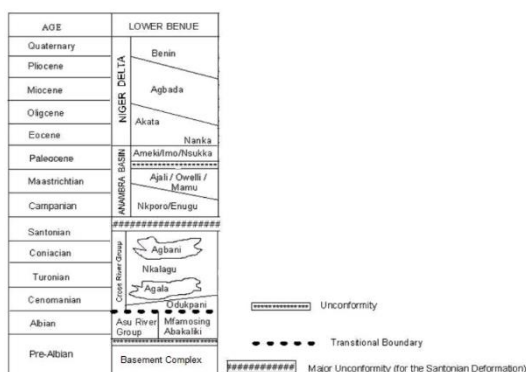 AGE
LOWER BENUE
Quaternary
Pliocene
Miocene
Oligcene
Eocene
Paleocene
Maastrichtian
Campanian
Santonian
Coniacian
Turonian
Cenomanian
Albian
Pre-Albian
NIGER DELTA
Benin
Agbada
Akata
Nanka
ANAMBRA BASIN
Ameki/Imo/Nsukka
Ajali / Owelli /
Mamu
Nkporo/Enugu
Cross River Group
Agbani
Nkalagu
Agala
Odukpani
Asu River
Group
Mfamosing
Abakaliki
Basement Complex
Unconformity
Transitional Boundary
Major Unconformity (for the Santonian Deformation)